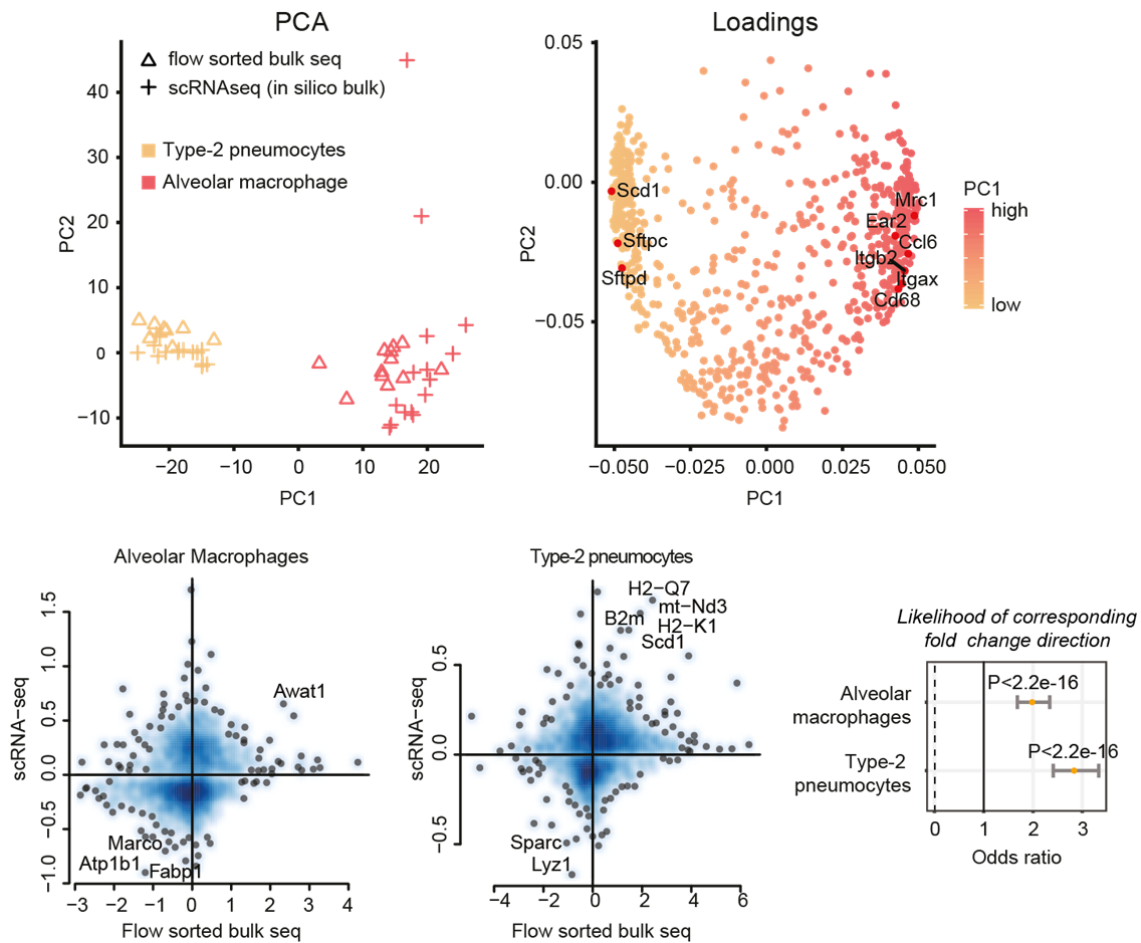 PCA
flow sorted bulk seq
scRNAseq (in silico bulk)
Type-2 pneumocytes
Alveolar macrophage
40
30
20
10
0
−10
PC2
−20
−10
0
10
20
PC1
Loadings
0.05
0.00
−0.05
PC2
Scd1
Sftpc
Sftpd
Mrc1
Ear2
Ccl6
Itgb2
Itgax
Cd68
−0.050
−0.025
0.000
0.025
0.050
PC1
PC1
high
low
Alveolar Macrophages
1.5
1.0
0.5
0.0
−0.5
−1.0
scRNA−seq
Awat1
Marco
Atp1b1
Fabp1
−3
−2
−1
0
1
2
3
4
Flow sorted bulk seq
Type-2 pneumocytes
0.5
0.0
−0.5
scRNA−seq
H2−Q7
mt−Nd3
B2m
H2−K1
Scd1
Sparc
Lyz1
−4
−2
0
2
4
6
Flow sorted bulk seq
Likelihood of corresponding
fold change direction
Alveolar
macrophages
P<2.2e-16
Type-2
pneumocytes
P<2.2e-16
0
1
2
3
Odds ratio